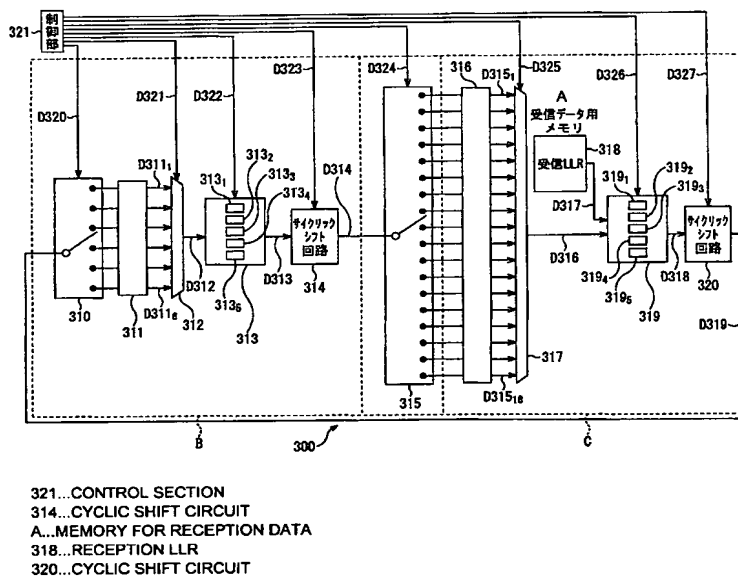 321
制御部
D320
D321
D322
D323
D324
D325
D326
D327
316
D315₁
A
受信データ用
メモリ
318
受信LLR
D317
D311₁
313₁
313₂
313₃
313₄
313₅
D314
319₁
319₂
319₃
319₄
319₅
サイクリック
シフト
回路
サイクリック
シフト
回路
D312
D313
D316
D318
D319
310
311
D311₆
312
313
314
315
D315₁₈
317
319
320
B
300
C
321...CONTROL SECTION
314...CYCLIC SHIFT CIRCUIT
A...MEMORY FOR RECEPTION DATA
318...RECEPTION LLR
320...CYCLIC SHIFT CIRCUIT